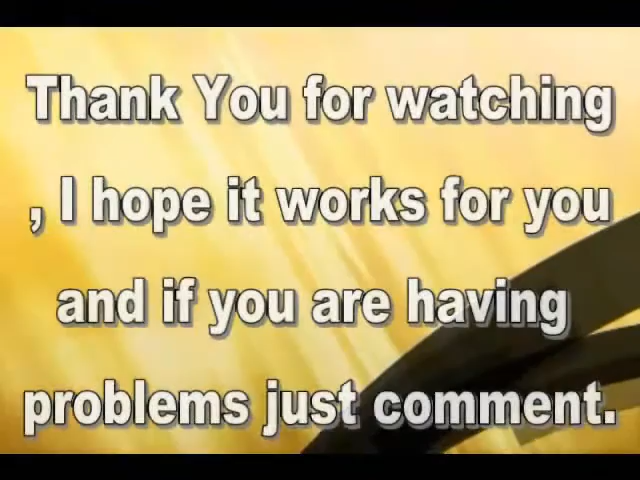 Thank You for watching
, I hope it works for you
and if you are having
problems just comment.